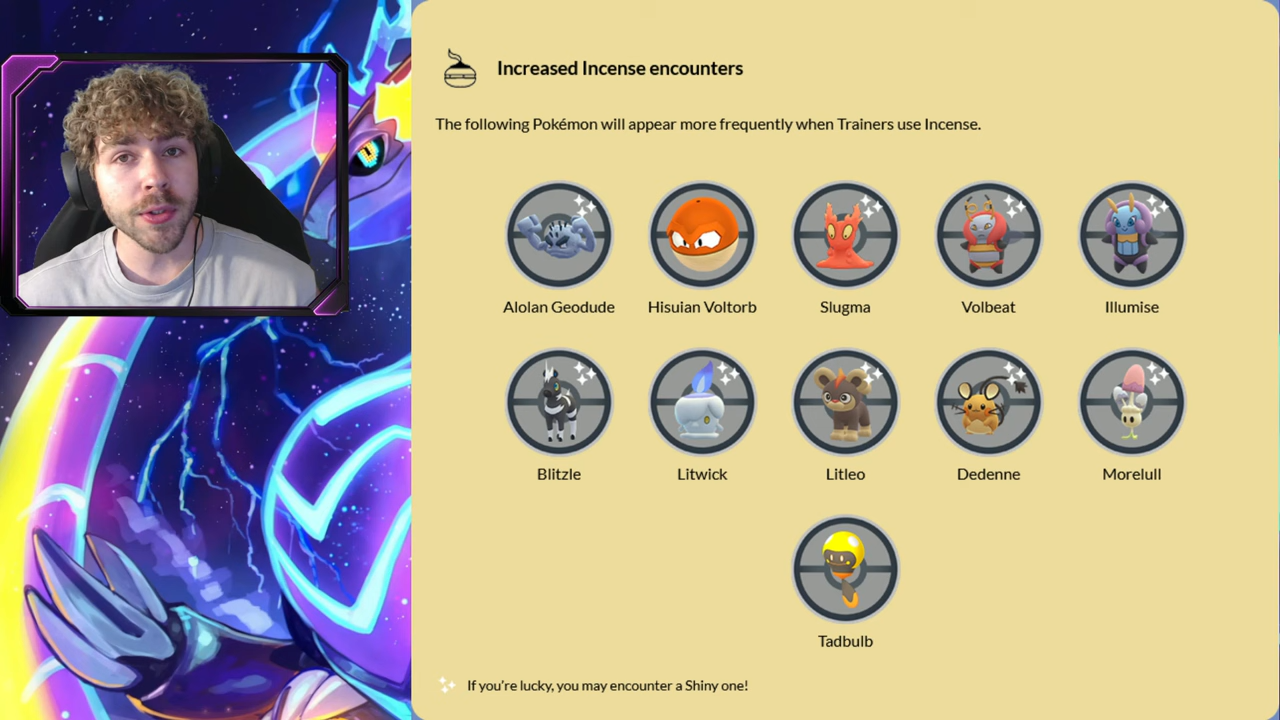 Increased Incense encounters
The following Pokémon will appear more frequently when Trainers use Incense.
Alolan Geodude Hisuian Voltorb Slugma Volbeat Illumise
Blitzle Litwick Litleo Dedenne Morelull
Tadbulb
If you're lucky, you may encounter a Shiny one!